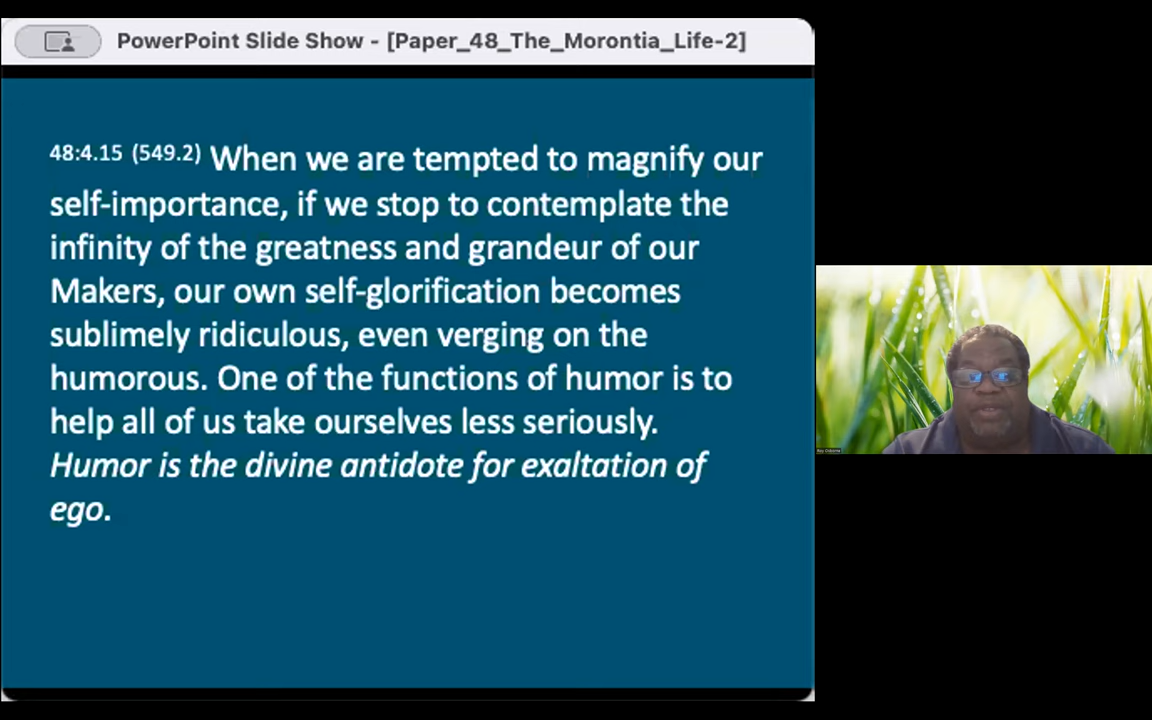 PowerPoint Slide Show - [Paper_48_The_Morontia_Life-2]
48:4.15 (549.2) When we are tempted to magnify our
self-importance, if we stop to contemplate the
infinity of the greatness and grandeur of our
Makers, our own self-glorification becomes
sublimely ridiculous, even verging on the
humorous. One of the functions of humor is to
help all of us take ourselves less seriously.
Humor is the divine antidote for exaltation of
ego.